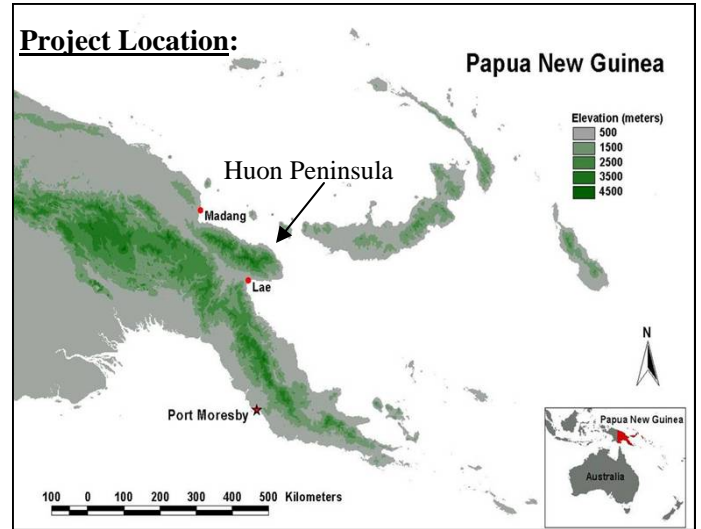 Project Location:
Papua New Guinea
Elevation (meters)
500
1500
2500
3500
4500
Huon Peninsula
Madang
Lae
N
Port Moresby
Papua New Guinea
Australia
100 0 100 200 300 400 500 Kilometers